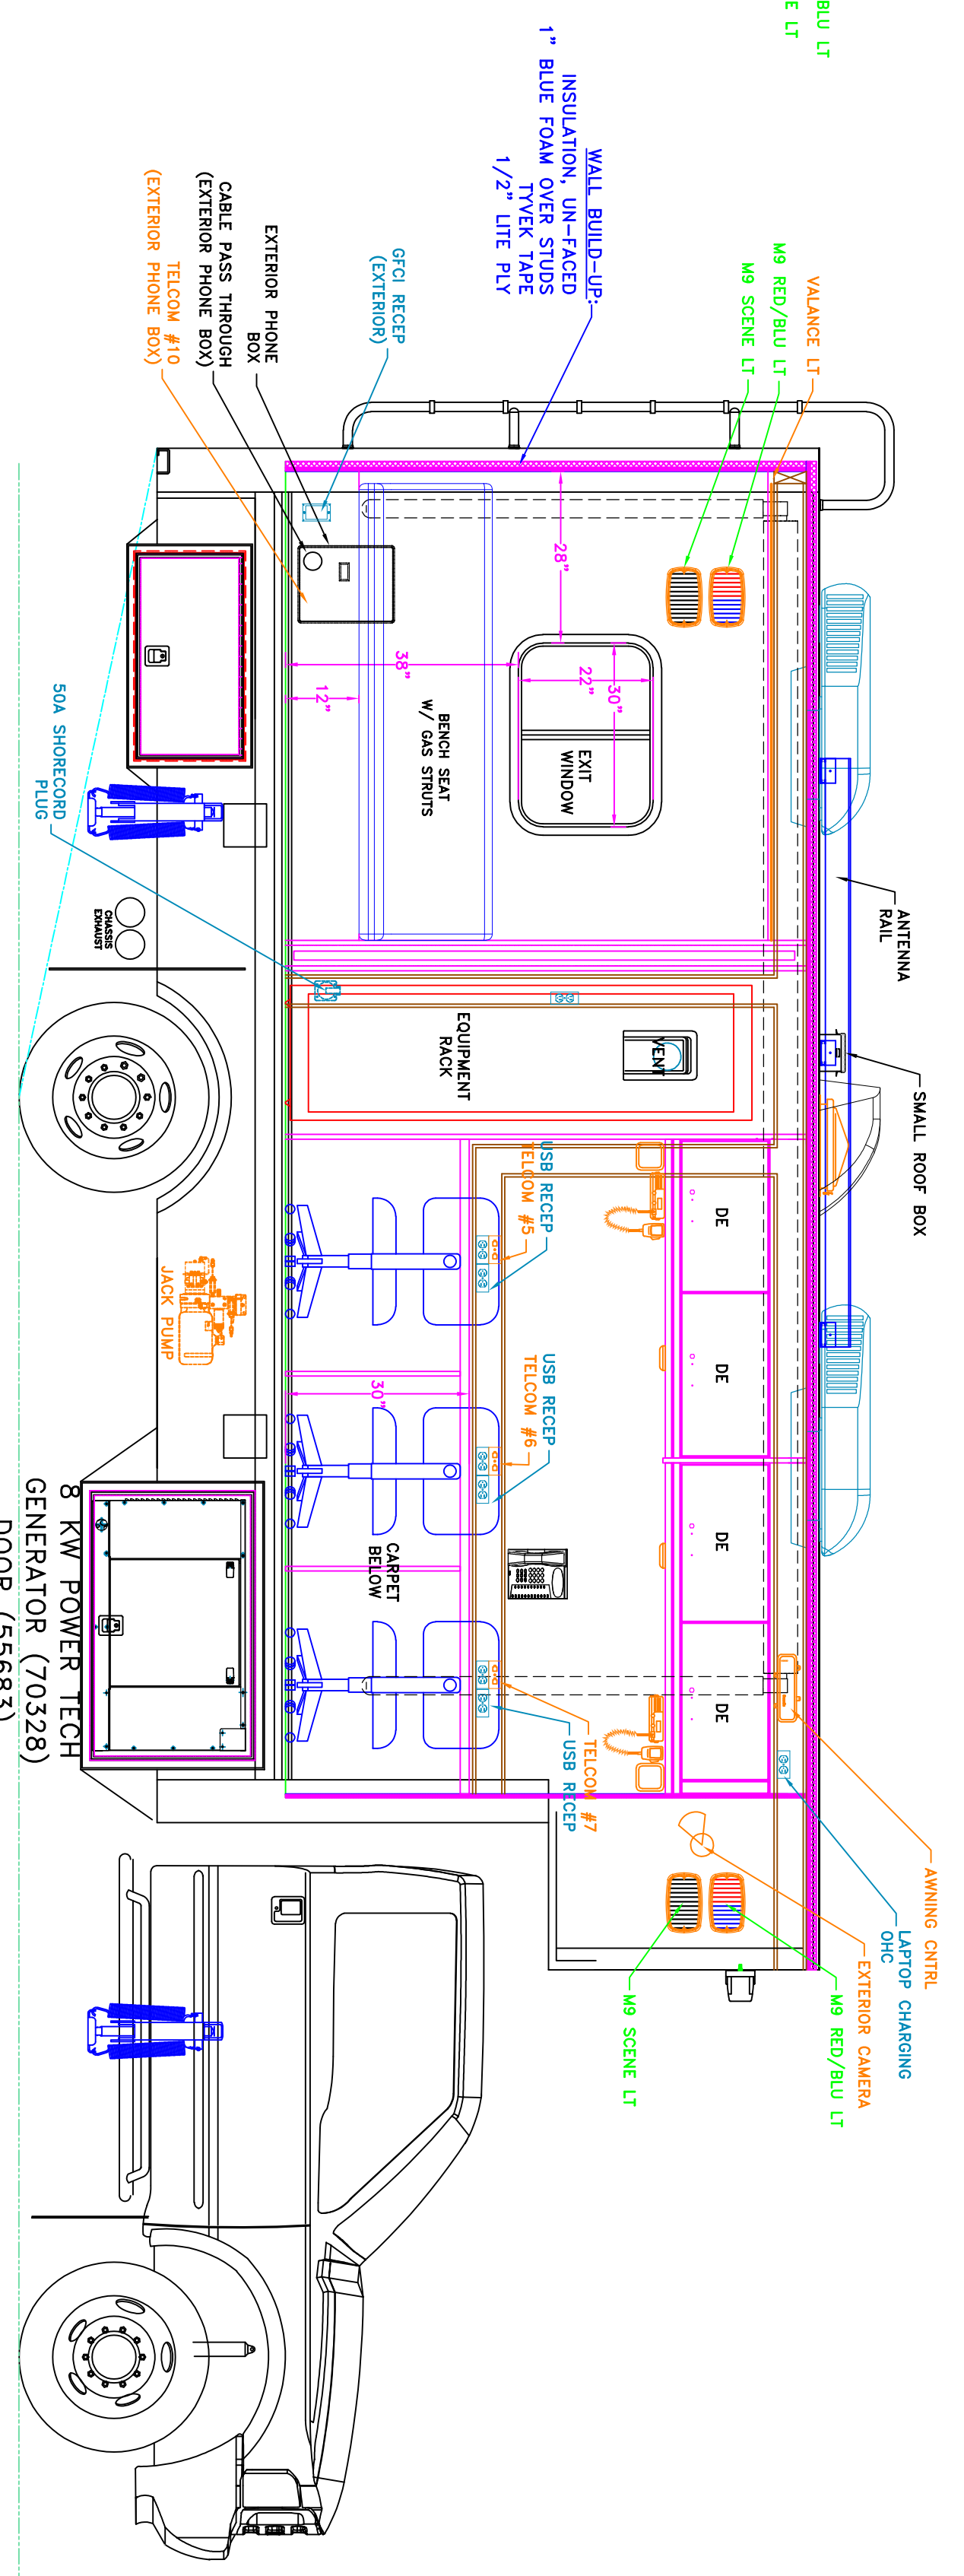 BLU LT
E LT
WALL BUILD-UP:
INSULATION, UN-FACED
1" BLUE FOAM OVER STUDS
TYVEK TAPE
1/2" LITE PLY
VALANCE LT
M9 RED/BLU LT
M9 SCENE LT
GFCI RECEP
(EXTERIOR)
EXTERIOR PHONE
BOX
CABLE PASS THROUGH
(EXTERIOR PHONE BOX)
TELCOM #10
(EXTERIOR PHONE BOX)
28"
38"
12"
22"
30"
EXIT
WINDOW
BENCH SEAT
W/ GAS STRUTS
50A SHORECORD
PLUG
CHASSIS
EXHAUST
ANTENNA
RAIL
SMALL ROOF BOX
VENT
EQUIPMENT
RACK
USB RECEP
TELCOM #5
DE
DE
DE
DE
USB RECEP
TELCOM #6
30"
JACK PUMP
CARPET
BELOW
TELCOM #7
USB RECEP
8 KW POWER TECH
GENERATOR (70328)
DOOR (55683)
AWNING CNTRL
LAPTOP CHARGING
OHC
EXTERIOR CAMERA
M9 RED/BLU LT
M9 SCENE LT